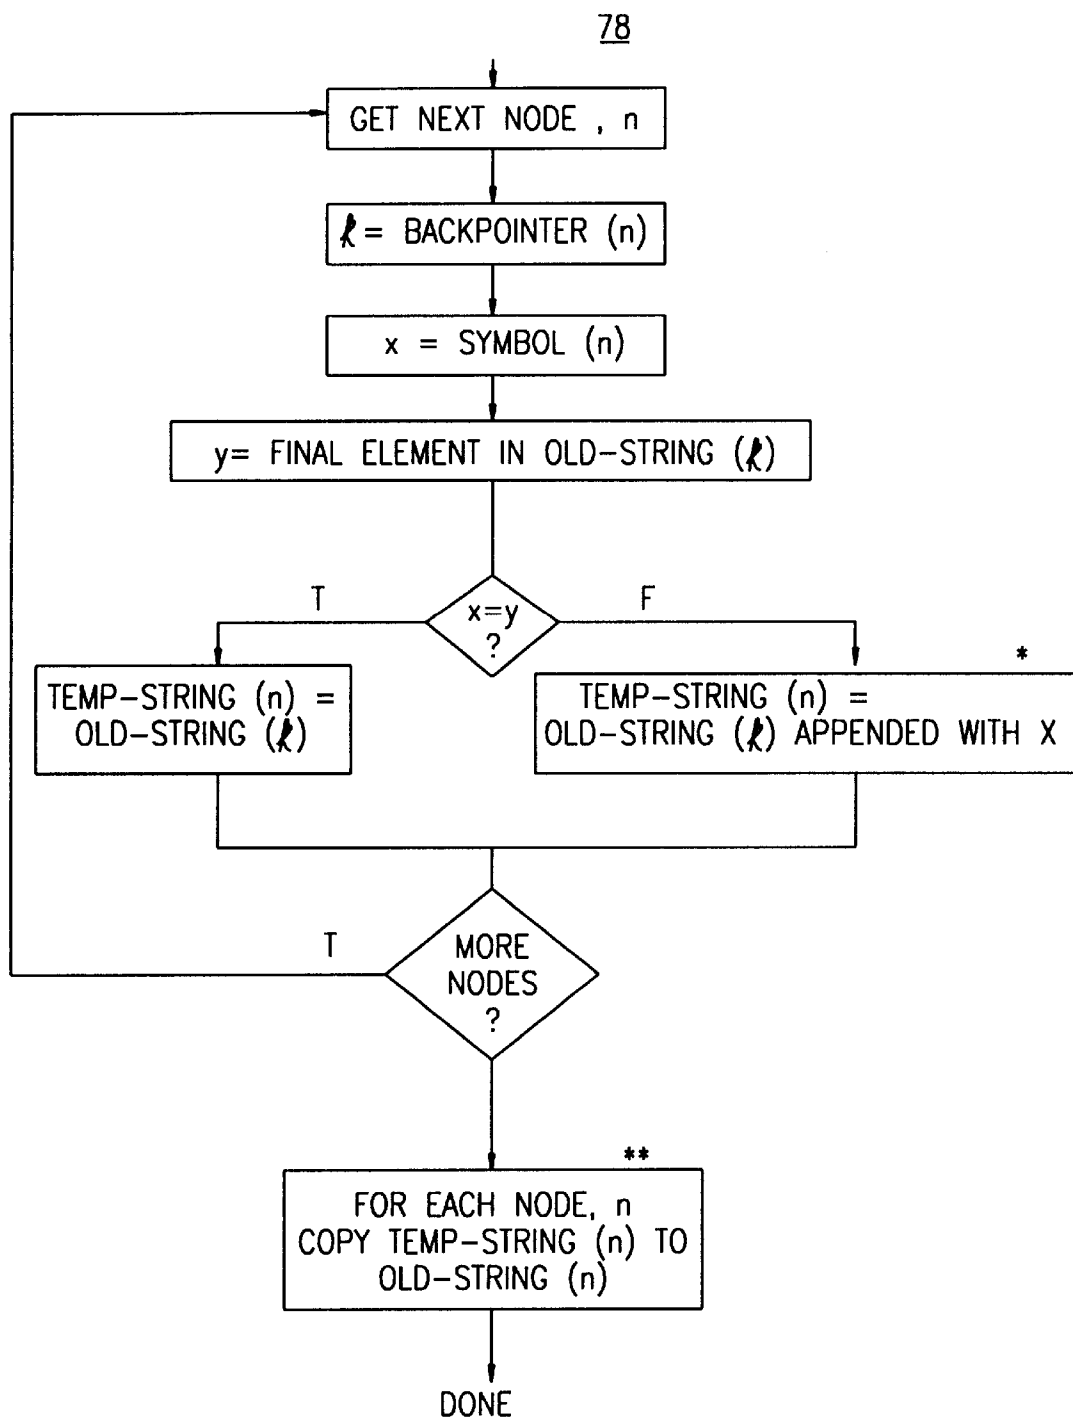 78
GET NEXT NODE , n
k = BACKPOINTER (n)
x = SYMBOL (n)
y= FINAL ELEMENT IN OLD-STRING (k)
T
x=y
?
F
*
TEMP-STRING (n) =
OLD-STRING (k)
TEMP-STRING (n) =
OLD-STRING (k) APPENDED WITH X
T
MORE
NODES
?
**
FOR EACH NODE, n
COPY TEMP-STRING (n) TO
OLD-STRING (n)
DONE